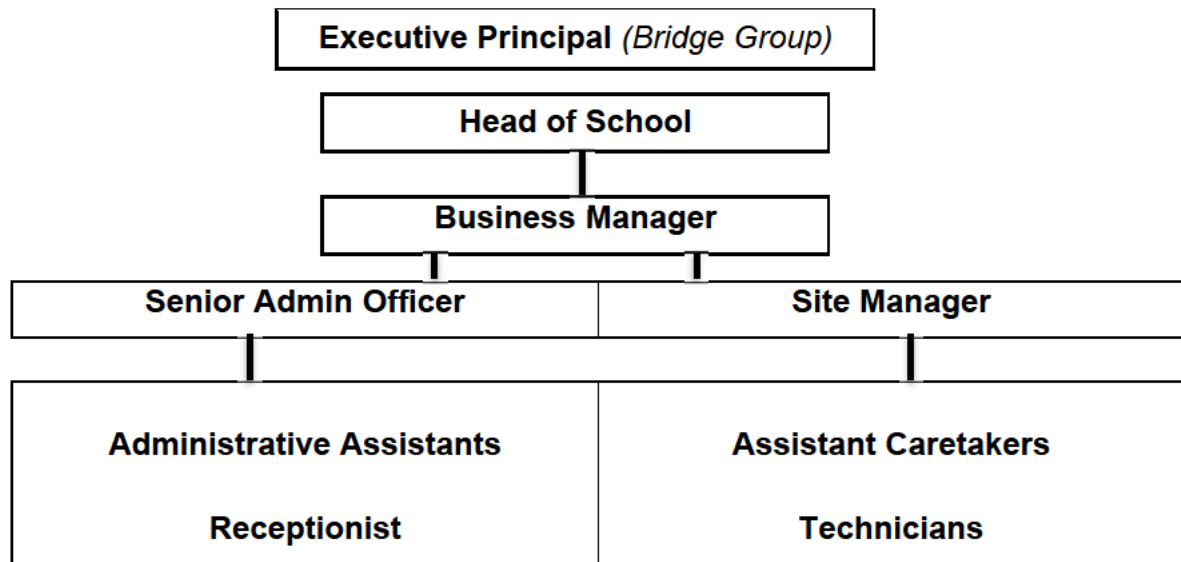 Executive Principal (Bridge Group)
Head of School
Business Manager
Senior Admin Officer
Site Manager
Administrative Assistants
Receptionist
Assistant Caretakers
Technicians